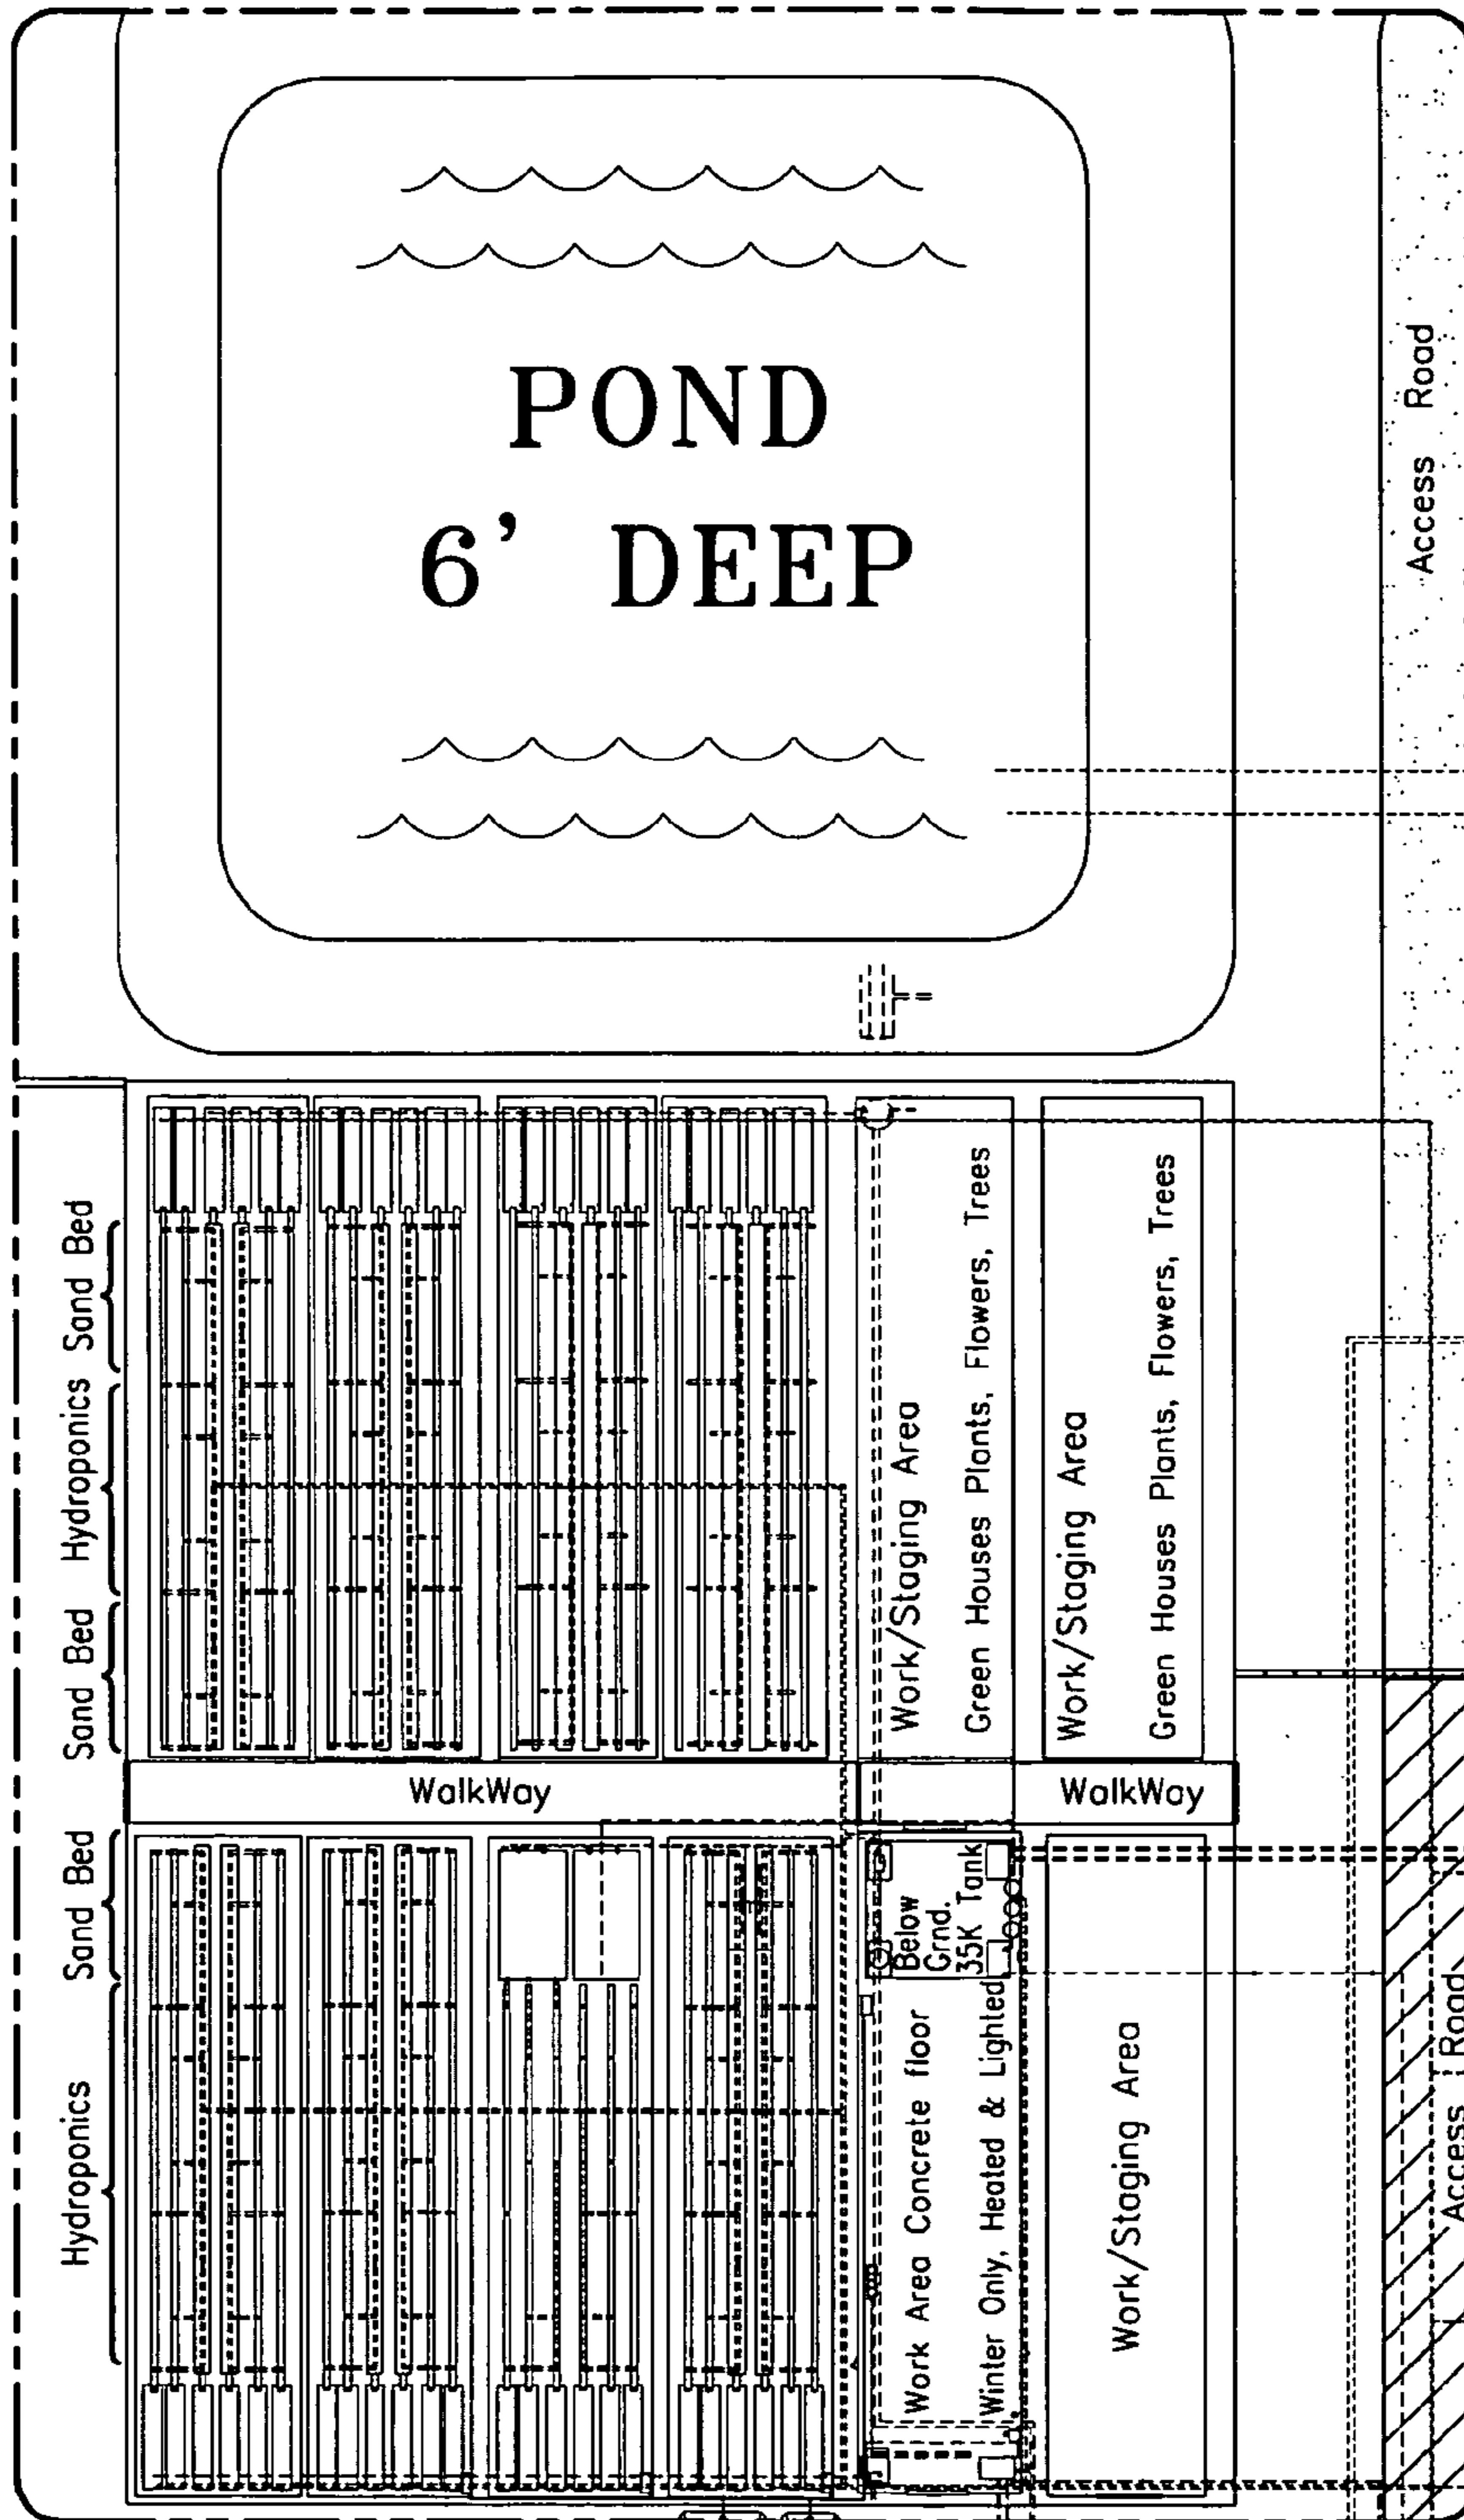 POND
6' DEEP
Access Road
Sand Bed
Hydroponics
Sand Bed
Work/Staging Area
Green Houses Plants, Flowers, Trees
Work/Staging Area
Green Houses Plants, Flowers, Trees
WalkWay
WalkWay
Sand Bed
Hydroponics
Below
Grnd.
35K Tank
Work Area Concrete floor
Winter Only, Heated & Lighted
Work/Staging Area
Access Road